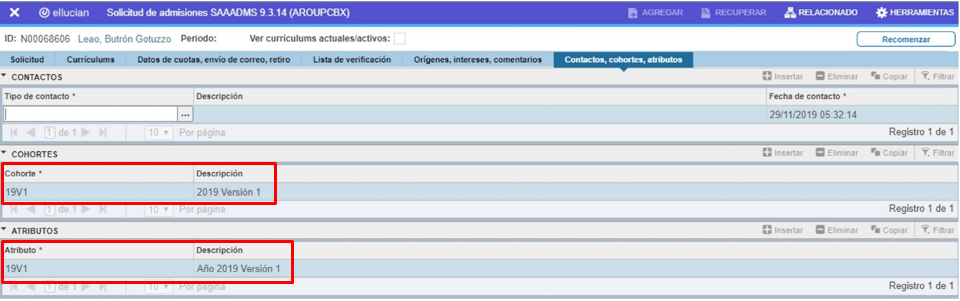 ✕ ellucian Solicitud de admisiones SAAADMS 9.3.14 (AROUPCBX) AGREGAR RECUPERAR RELACIONADO HERRAMIENTAS
ID: N00068606 Leao, Butrón Gotuzzo Periodo: Ver currículums actuales/activos: Recomenzar
Solicitud Currículums Datos de cuotas, envío de correo, retiro Lista de verificación Orígenes, intereses, comentarios Contactos, cohortes, atributos
CONTACTOS Insertar Eliminar Copiar Filtrar
Tipo de contacto * Descripción Fecha de contacto *
... 29/11/2019 05:32:14
1 de 1 10 Por página Registro 1 de 1
COHORTES Insertar Eliminar Copiar Filtrar
Cohorte * Descripción
19V1 2019 Versión 1
1 de 1 10 Por página Registro 1 de 1
ATRIBUTOS Insertar Eliminar Copiar Filtrar
Atributo * Descripción
19V1 Año 2019 Versión 1
1 de 1 10 Por página Registro 1 de 1